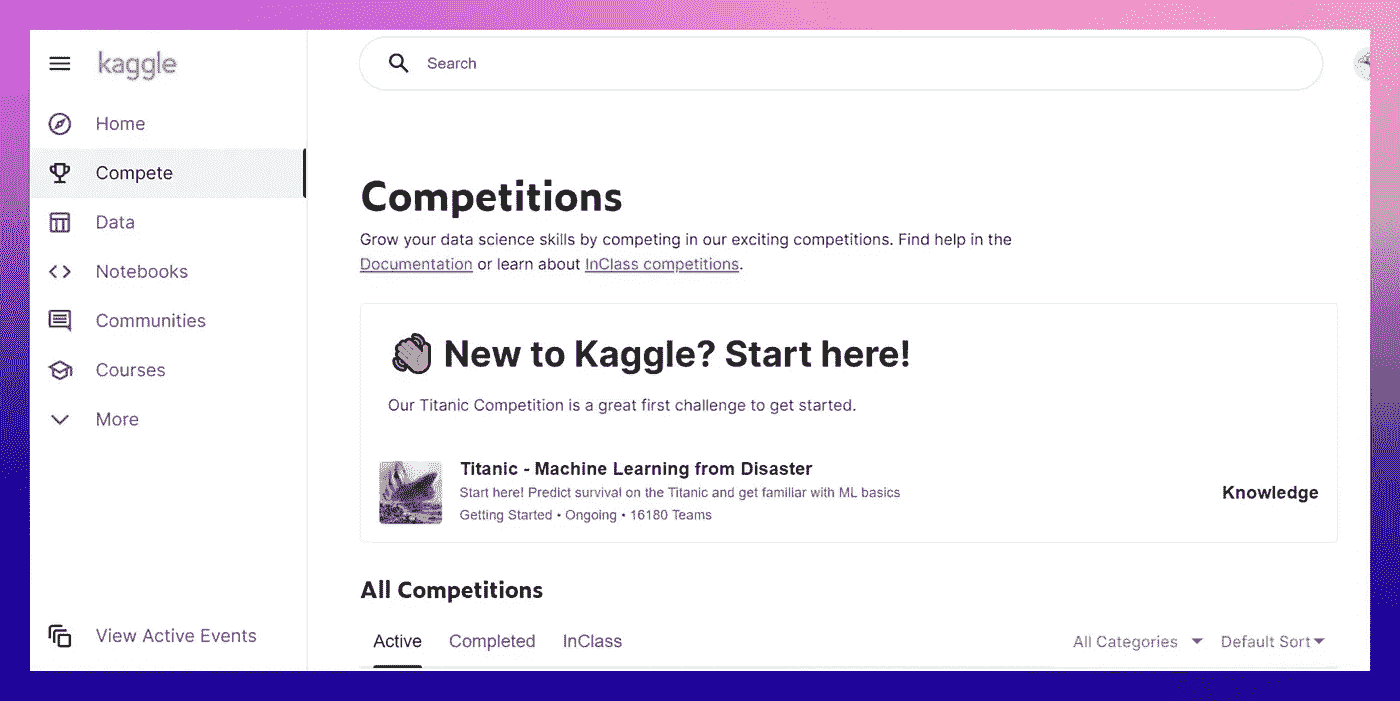 kaggle
Search
Home
Compete
Data
Notebooks
Communities
Courses
More
View Active Events
Competitions
Grow your data science skills by competing in our exciting competitions. Find help in the
Documentation or learn about InClass competitions.
New to Kaggle? Start here!
Our Titanic Competition is a great first challenge to get started.
Titanic - Machine Learning from Disaster
Start here! Predict survival on the Titanic and get familiar with ML basics
Getting Started • Ongoing • 16180 Teams
Knowledge
All Competitions
Active Completed InClass All Categories Default Sort